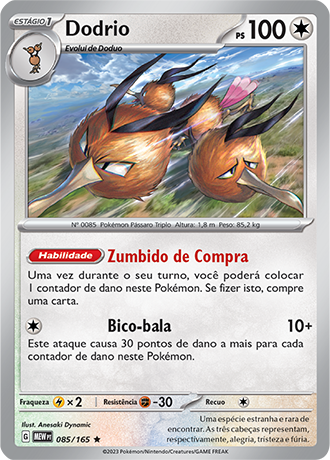 ESTÁGIO 1
Dodrio
PS 100
Evolui de Doduo
Nº 0085 Pokémon Pássaro Triplo Altura: 1,8 m Peso: 85,2 kg
Habilidade Zumbido de Compra
Uma vez durante o seu turno, você poderá colocar
1 contador de dano neste Pokémon. Se fizer isto, compre
uma carta.
Bico-bala 10+
Este ataque causa 30 pontos de dano a mais para cada
contador de dano neste Pokémon.
Fraqueza ×2 Resistência -30 Recuo
Ilust. Anesaki Dynamic
G MEW PT 085/165
Uma espécie estranha e rara de
encontrar. As três cabeças representam,
respectivamente, alegria, tristeza e fúria.
©2023 Pokémon/Nintendo/Creatures/GAME FREAK